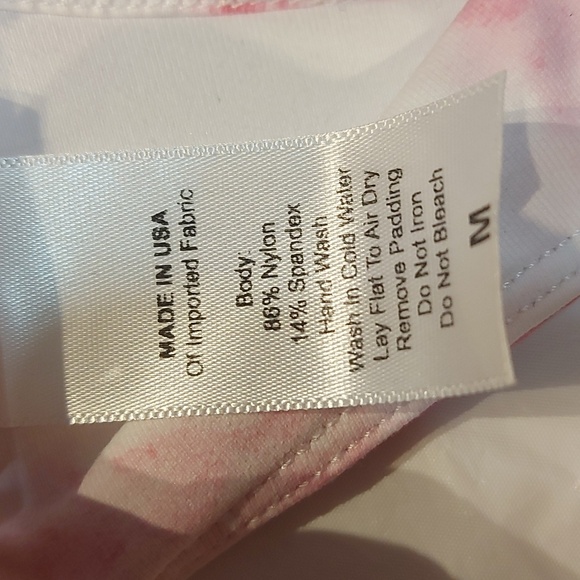 MADE IN USA
Of Imported Fabric
Body
86% Nylon
14% Spandex
Hand Wash
Wash In Cold Water
Lay Flat To Air Dry
Remove Padding
Do Not Iron
Do Not Bleach
M